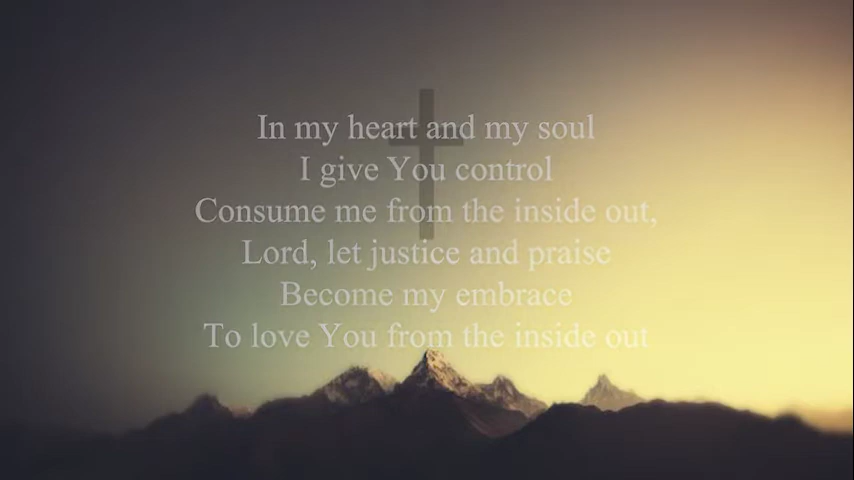 In my heart and my soul
I give You control
Consume me from the inside out,
Lord, let justice and praise
Become my embrace
To love You from the inside out